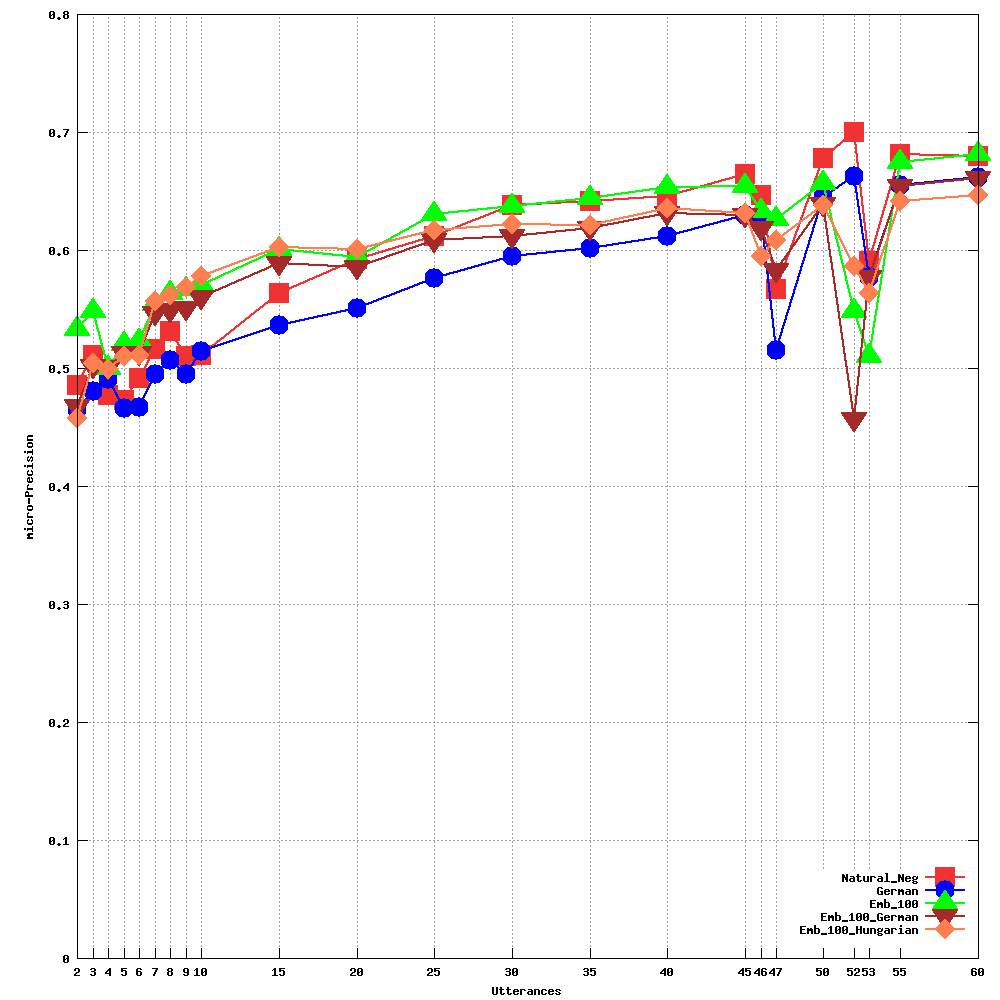 0.8
0.7
0.6
0.5
0.4
0.3
0.2
0.1
0
micro-Precision
Natural_Neg
German
Emb_100
Emb_100_German
Emb_100_Hungarian
2 3 4 5 6 7 8 9 10 15 20 25 30 35 40 45 46 47 50 52 53 55 60
Utterances